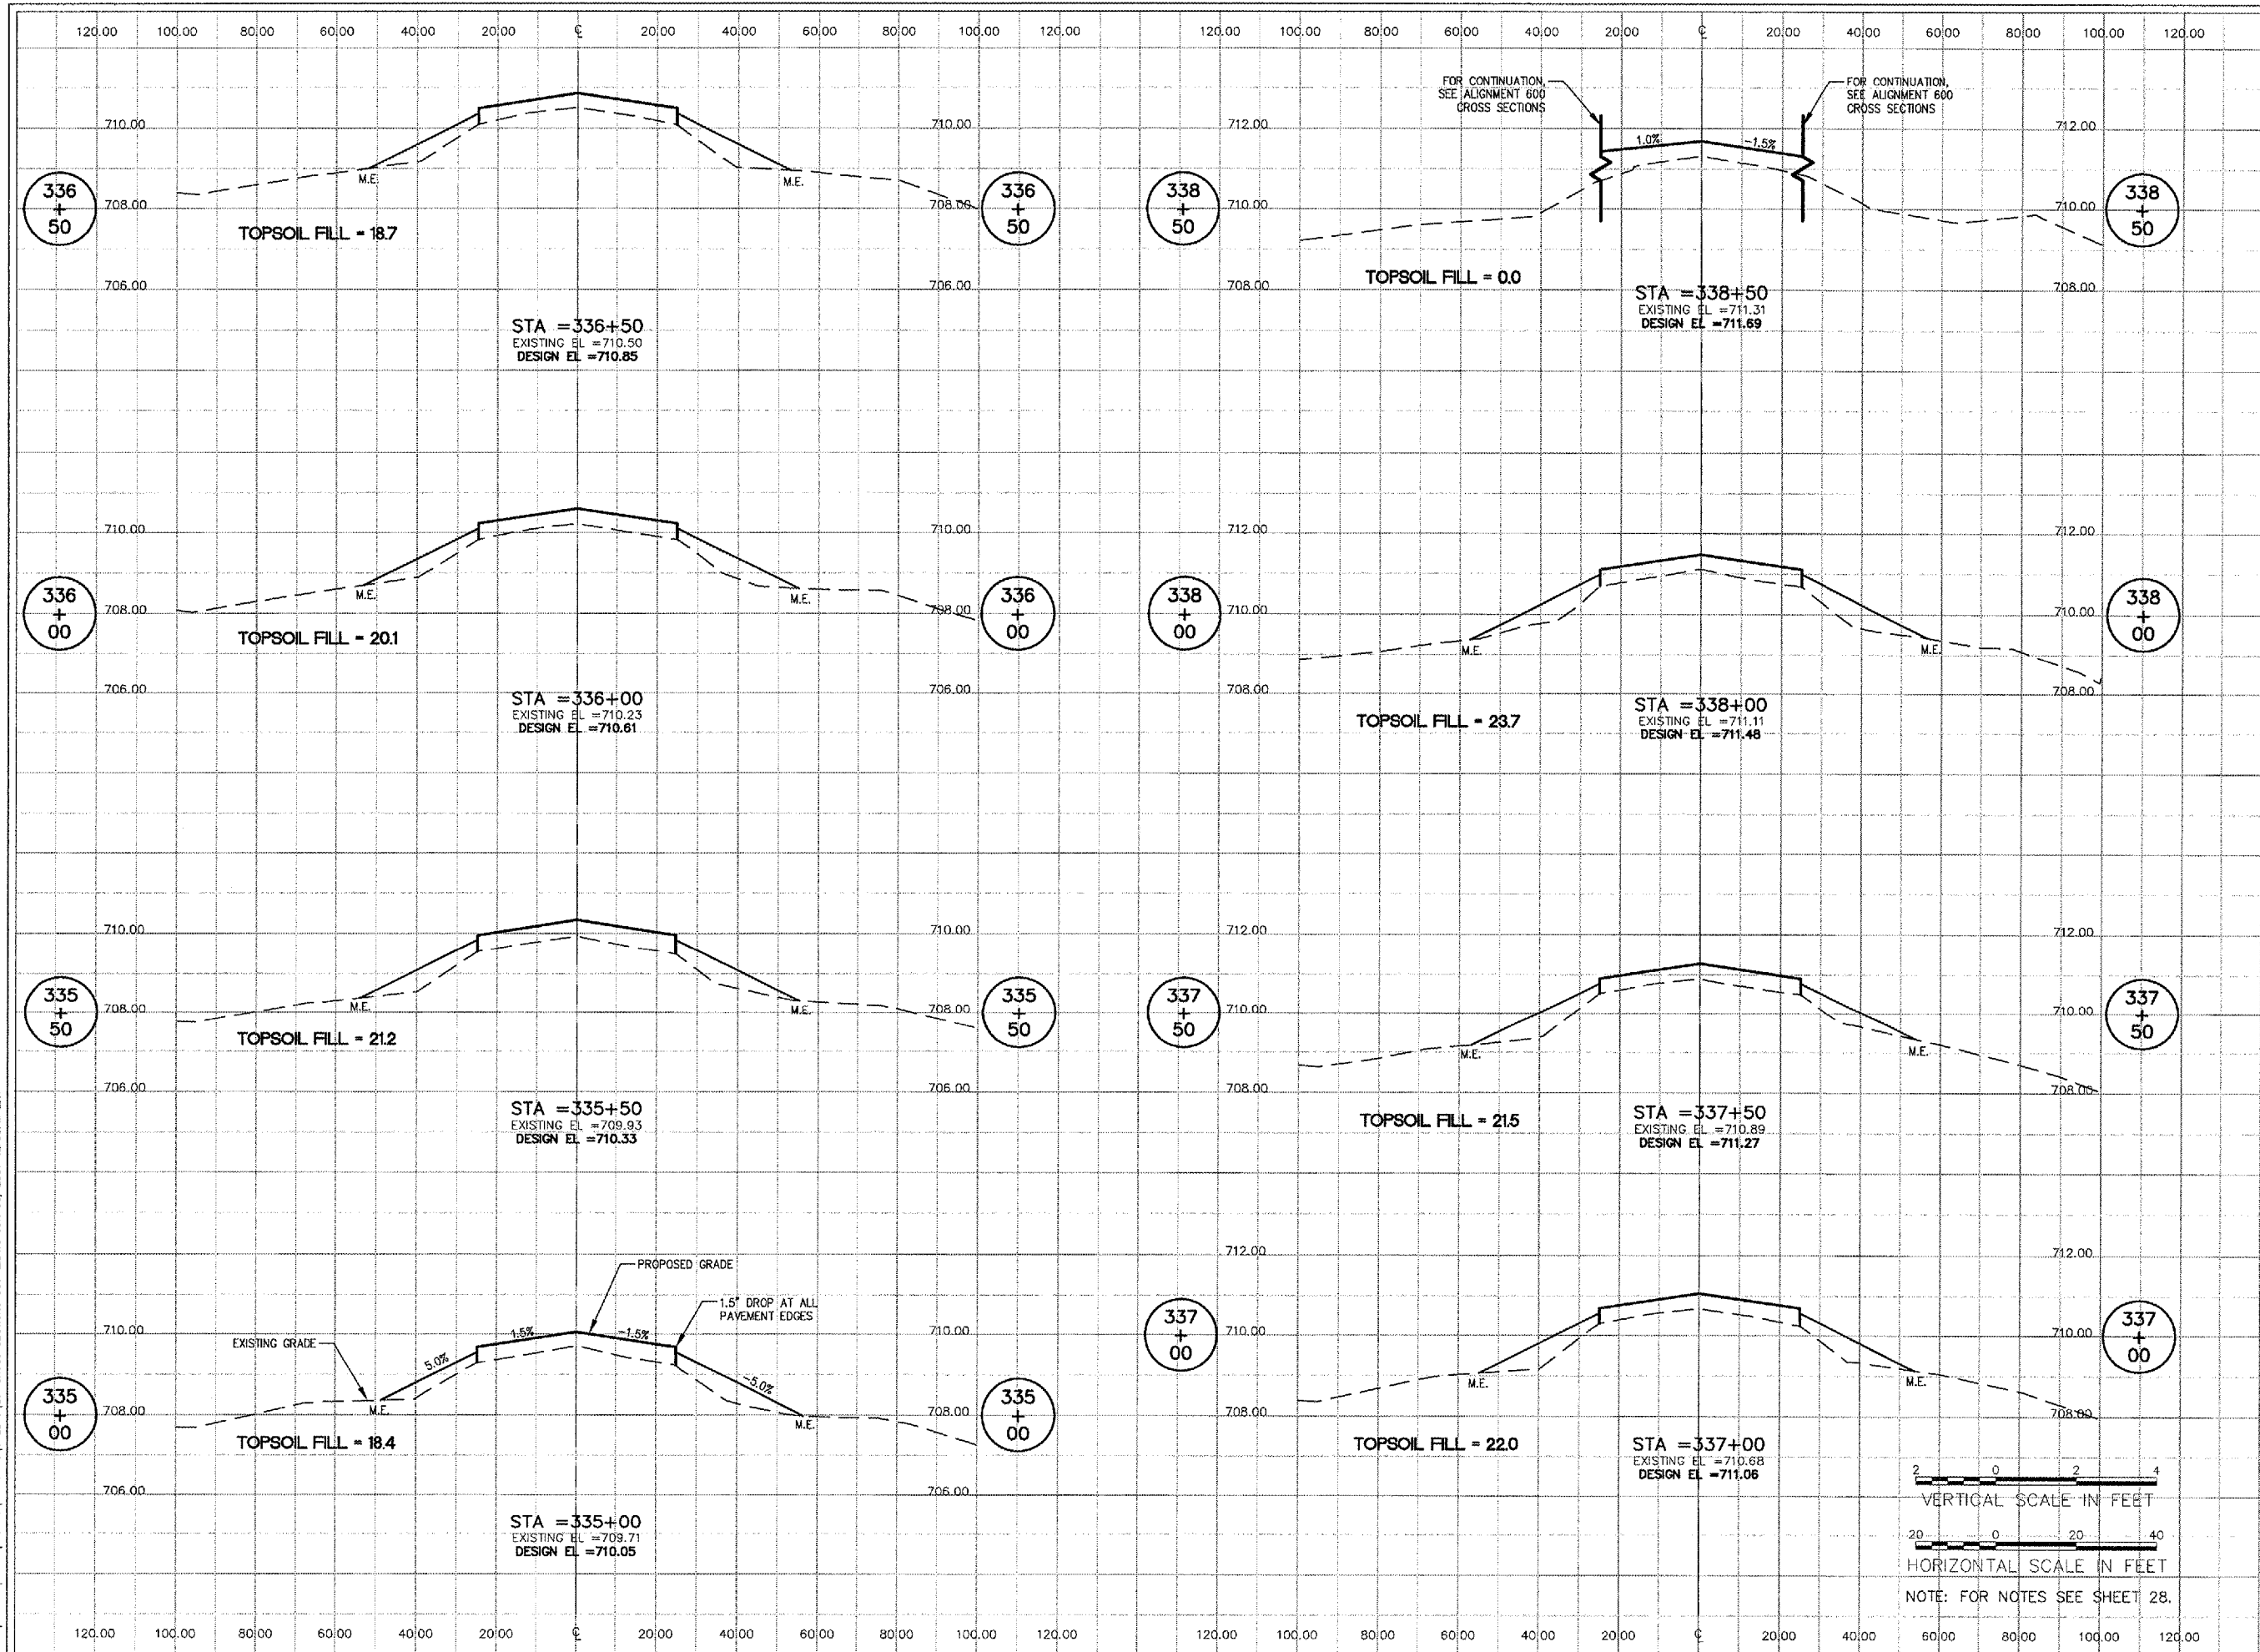 120.00 100.00 80.00 60.00 40.00 20.00 ℄ 20.00 40.00 60.00 80.00 100.00 120.00
120.00 100.00 80.00 60.00 40.00 20.00 ℄ 20.00 40.00 60.00 80.00 100.00 120.00
710.00
710.00
M.E.
M.E.
708.00
708.00
336
+
50
336
+
50
TOPSOIL FILL = 18.7
706.00
706.00
STA =336+50
EXISTING EL =710.50
DESIGN EL =710.85
710.00
710.00
M.E.
M.E.
708.00
708.00
336
+
00
336
+
00
TOPSOIL FILL = 20.1
706.00
706.00
STA =336+00
EXISTING EL =710.23
DESIGN EL =710.61
710.00
710.00
M.E.
M.E.
708.00
708.00
335
+
50
335
+
50
TOPSOIL FILL = 21.2
706.00
706.00
STA =335+50
EXISTING EL =709.93
DESIGN EL =710.33
PROPOSED GRADE
1.5" DROP AT ALL
PAVEMENT EDGES
EXISTING GRADE
710.00
710.00
5.0%
1.5%
-1.5%
-5.0%
M.E.
M.E.
708.00
708.00
335
+
00
335
+
00
TOPSOIL FILL = 18.4
706.00
706.00
STA =335+00
EXISTING EL =709.71
DESIGN EL =710.05
FOR CONTINUATION,
SEE ALIGNMENT 600
CROSS SECTIONS
FOR CONTINUATION,
SEE ALIGNMENT 600
CROSS SECTIONS
712.00
712.00
1.0%
-1.5%
710.00
710.00
338
+
50
338
+
50
TOPSOIL FILL = 0.0
708.00
708.00
STA =338+50
EXISTING EL =711.31
DESIGN EL =711.69
712.00
712.00
710.00
710.00
M.E.
M.E.
338
+
00
338
+
00
708.00
708.00
TOPSOIL FILL = 23.7
STA =338+00
EXISTING EL =711.11
DESIGN EL =711.48
712.00
712.00
710.00
710.00
M.E.
M.E.
337
+
50
337
+
50
708.00
708.00
TOPSOIL FILL = 21.5
STA =337+50
EXISTING EL =710.89
DESIGN EL =711.27
712.00
712.00
710.00
710.00
M.E.
M.E.
337
+
00
337
+
00
708.00
708.00
TOPSOIL FILL = 22.0
STA =337+00
EXISTING EL =710.68
DESIGN EL =711.06
2 0 2 4
VERTICAL SCALE IN FEET
20 0 20 40
HORIZONTAL SCALE IN FEET
NOTE: FOR NOTES SEE SHEET 28.
120.00 100.00 80.00 60.00 40.00 20.00 ℄ 20.00 40.00 60.00 80.00 100.00 120.00
120.00 100.00 80.00 60.00 40.00 20.00 ℄ 20.00 40.00 60.00 80.00 100.00 120.00